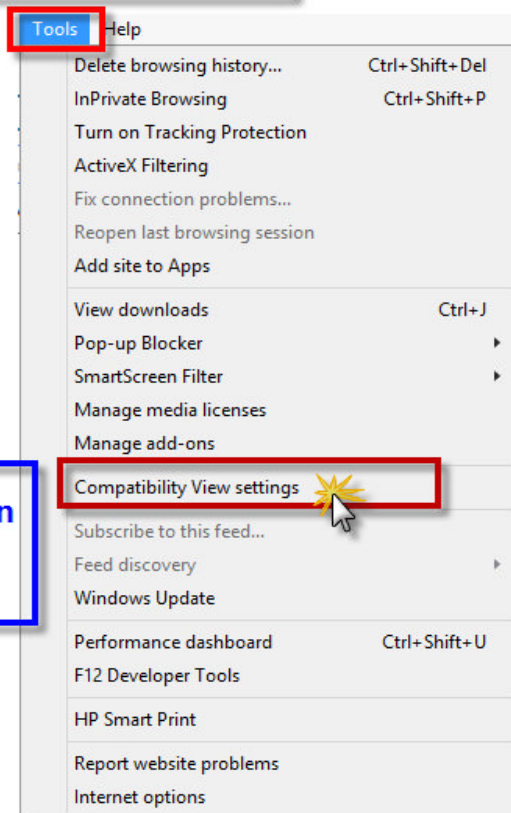 Tools Help
Delete browsing history... Ctrl+Shift+Del
InPrivate Browsing Ctrl+Shift+P
Turn on Tracking Protection
ActiveX Filtering
Fix connection problems...
Reopen last browsing session
Add site to Apps
View downloads Ctrl+J
Pop-up Blocker
SmartScreen Filter
Manage media licenses
Manage add-ons
Compatibility View settings
n
Subscribe to this feed...
Feed discovery
Windows Update
Performance dashboard Ctrl+Shift+U
F12 Developer Tools
HP Smart Print
Report website problems
Internet options